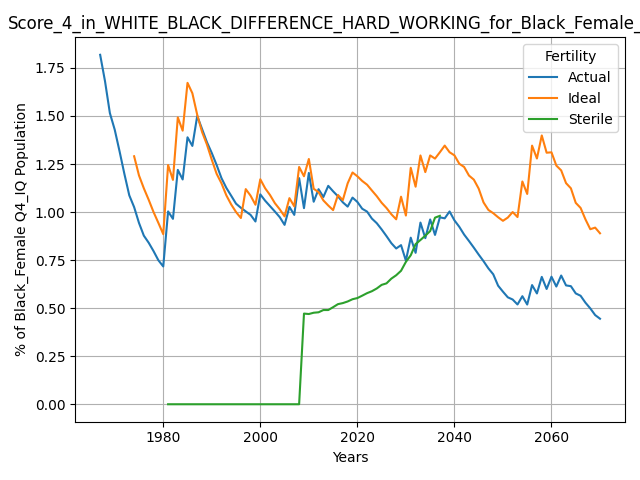 Score_4_in_WHITE_BLACK_DIFFERENCE_HARD_WORKING_for_Black_Female_
Fertility
Actual
Ideal
Sterile
% of Black_Female Q4_IQ Population
1.75
1.50
1.25
1.00
0.75
0.50
0.25
0.00
1980 2000 2020 2040 2060
Years